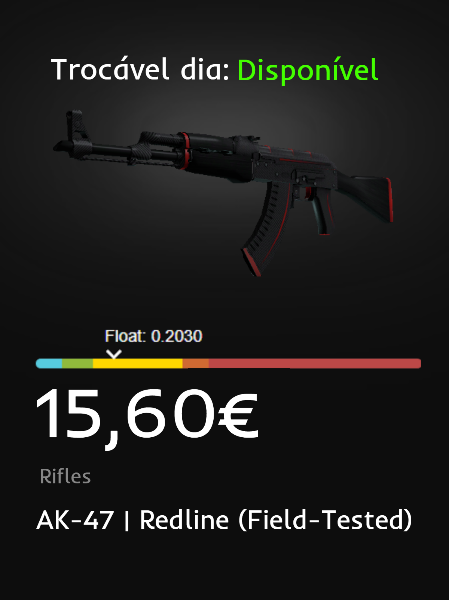 Trocável dia: Disponível
Float: 0.2030
15,60€
Rifles
AK-47 | Redline (Field-Tested)